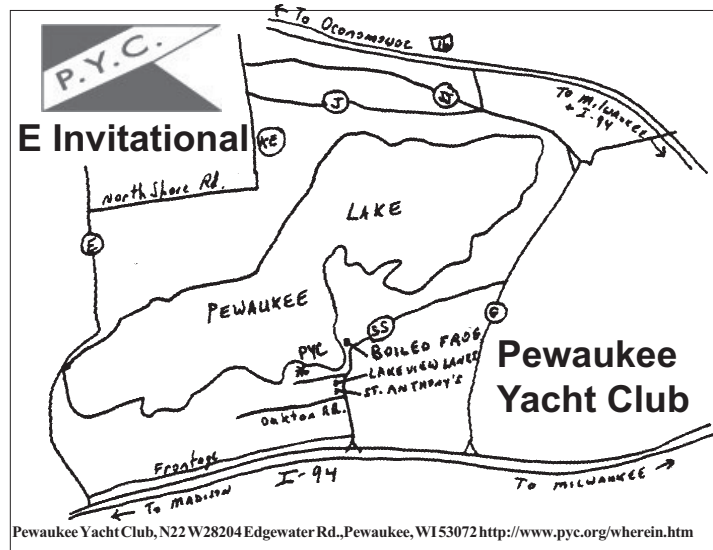 ← To Oconomowoc 16
P.Y.C.
E Invitational
J
JJ
KE
To Milwaukee
+ I-94
North Shore Rd.
E
LAKE
PEWAUKEE
SS
G
PYC
BOILED FROG
LAKEVIEW LANES
ST. ANTHONY'S
Oakton RD.
Pewaukee
Yacht Club
Frontage
I-94
← To MADISON
To MILWAUKEE →
Pewaukee Yacht Club, N22 W28204 Edgewater Rd., Pewaukee, WI 53072 http://www.pyc.org/wherein.htm